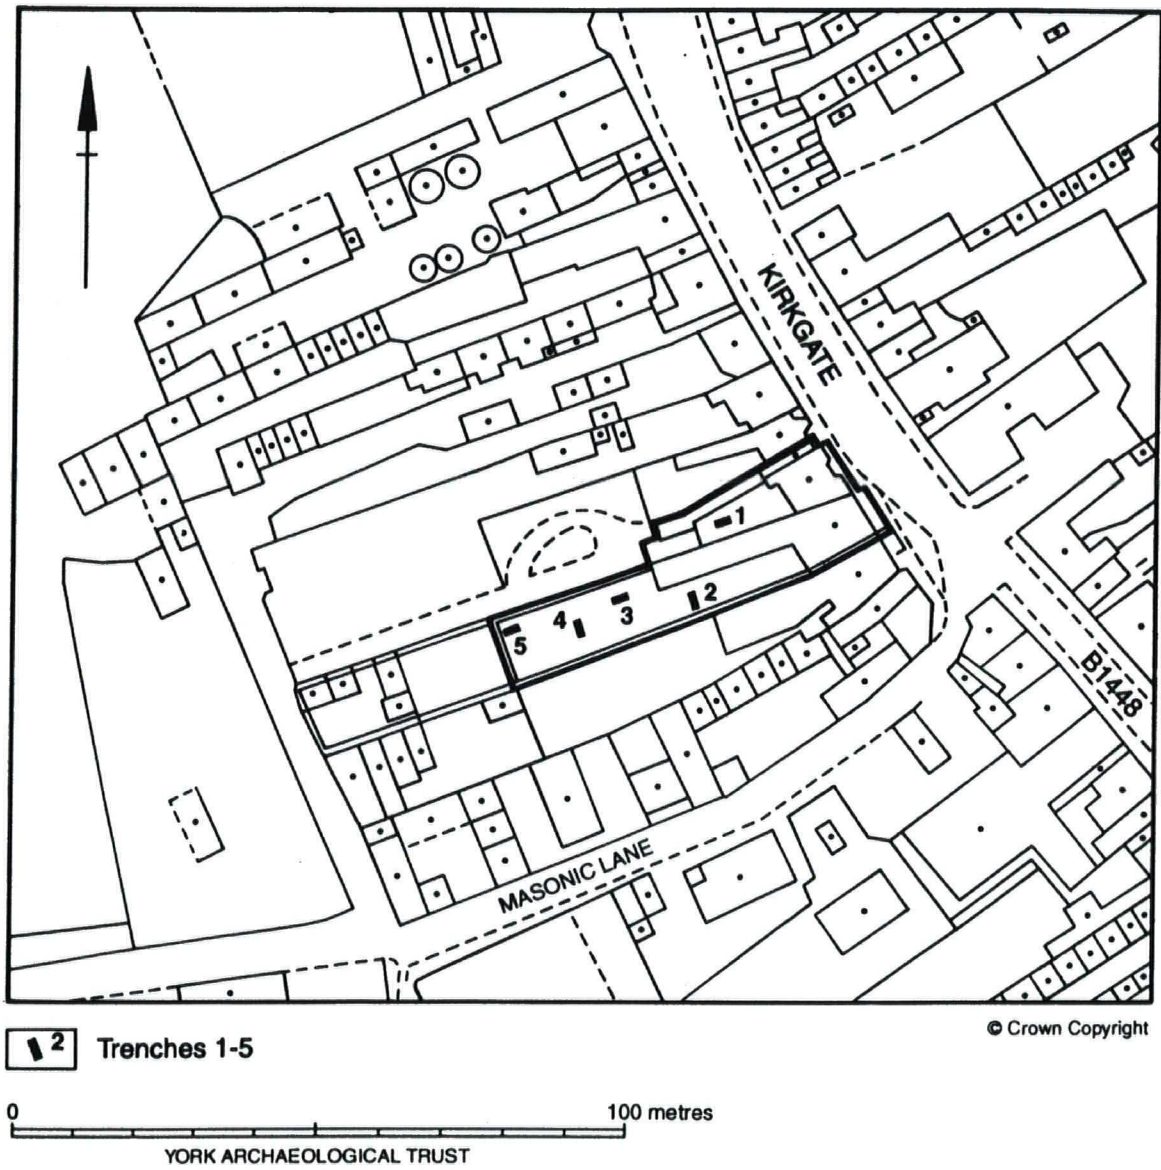 KIRKGATE
1
2
3
4
5
B1448
MASONIC LANE
© Crown Copyright
2 Trenches 1-5
0 100 metres
YORK ARCHAEOLOGICAL TRUST